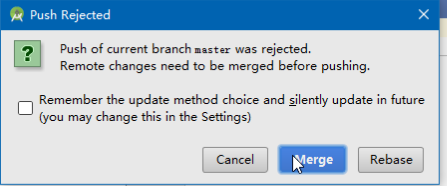 Push Rejected
Push of current branch master was rejected.
Remote changes need to be merged before pushing.
Remember the update method choice and silently update in future
(you may change this in the Settings)
Cancel
Merge
Rebase